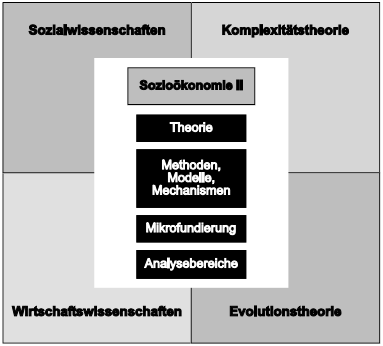 Sozialwissenschaften
Komplexitätstheorie
Sozioökonomie II
Theorie
Methoden,
Modelle,
Mechanismen
Mikrofundierung
Analysebereiche
Wirtschaftswissenschaften
Evolutionstheorie